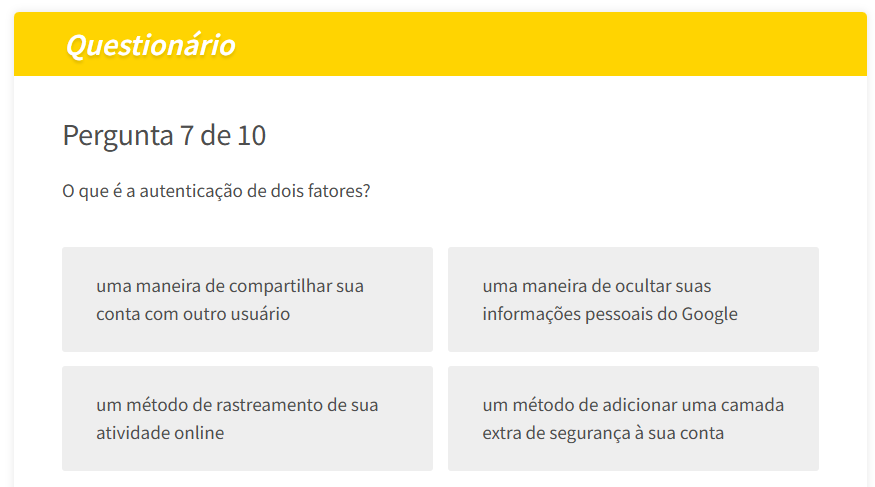 Questionário
Pergunta 7 de 10
O que é a autenticação de dois fatores?
uma maneira de compartilhar sua
conta com outro usuário
uma maneira de ocultar suas
informações pessoais do Google
um método de rastreamento de sua
atividade online
um método de adicionar uma camada
extra de segurança à sua conta